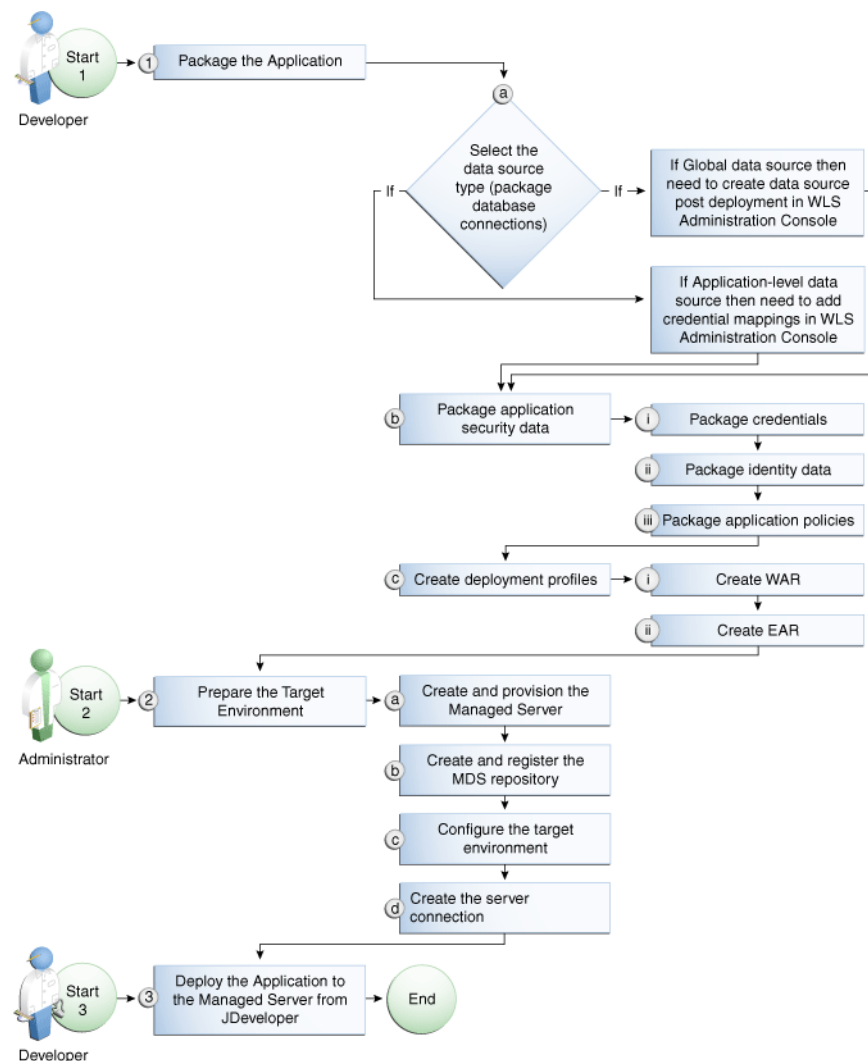 Start
1
Developer
1
Package the Application
a
Select the
data source
type (package
database
connections)
If
If
If Global data source then
need to create data source
post deployment in WLS
Administration Console
If Application-level data
source then need to add
credential mappings in WLS
Administration Console
b
Package application
security data
i
Package credentials
ii
Package identity data
iii
Package application policies
c
Create deployment profiles
i
Create WAR
ii
Create EAR
Start
2
Administrator
2
Prepare the Target
Environment
a
Create and provision the
Managed Server
b
Create and register the
MDS repository
c
Configure the target
environment
d
Create the server
connection
Start
3
Developer
3
Deploy the Application to
the Managed Server from
JDeveloper
End